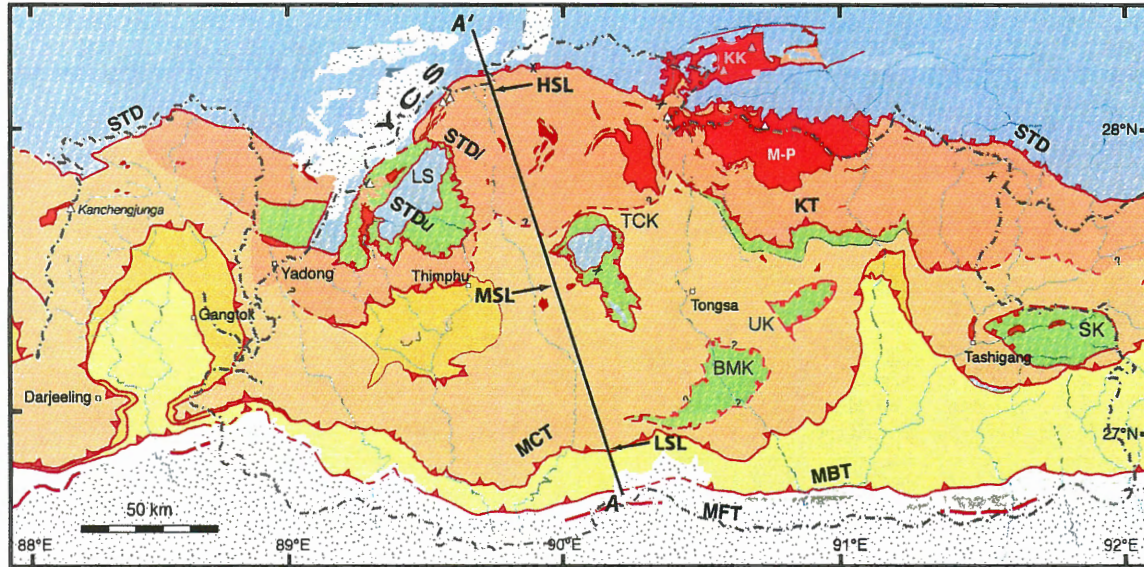 A'
YCS
KK
HSL
STD
STD
28°N
STDl
M-P
LS
Kanchengjunga
STDu
KT
TCK
Yadong
Thimphu
MSL
Tongsa
Gangtok
UK
SK
Tashigang
BMK
Darjeeling
MCT
LSL
27°N
MBT
A
MFT
50 km
88°E
89°E
90°E
91°E
92°E
?
?
?
?
?
?